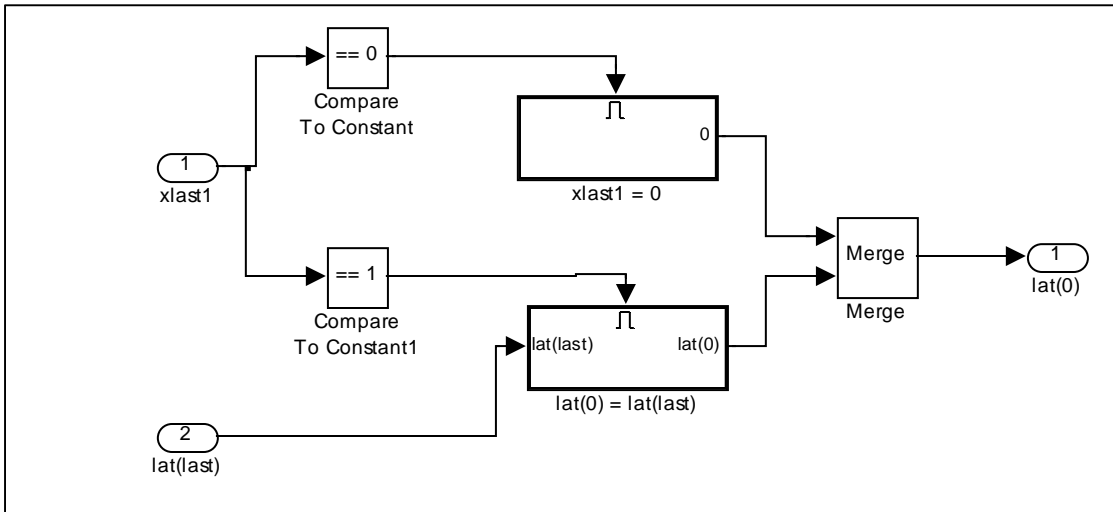 == 0
Compare
To Constant
0
xlast1 = 0
1
xlast1
Merge
Merge
1
lat(0)
== 1
Compare
To Constant1
lat(last)
lat(0)
lat(0) = lat(last)
2
lat(last)